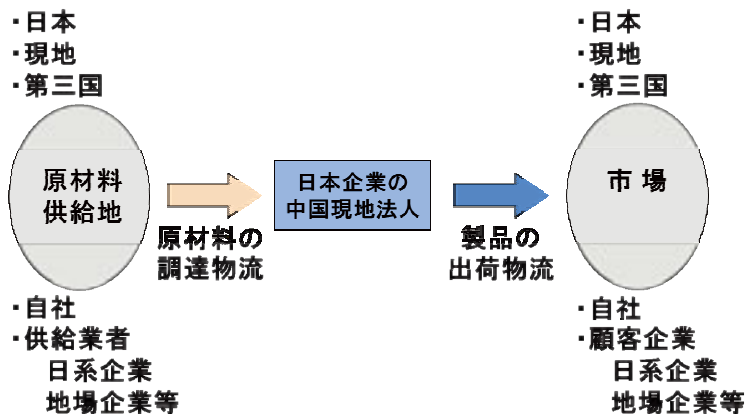 ・日本
・現地
・第三国
原材料
供給地
・自社
・供給業者
日系企業
地場企業等
原材料の
調達物流
日本企業の
中国現地法人
製品の
出荷物流
・日本
・現地
・第三国
市 場
・自社
・顧客企業
日系企業
地場企業等